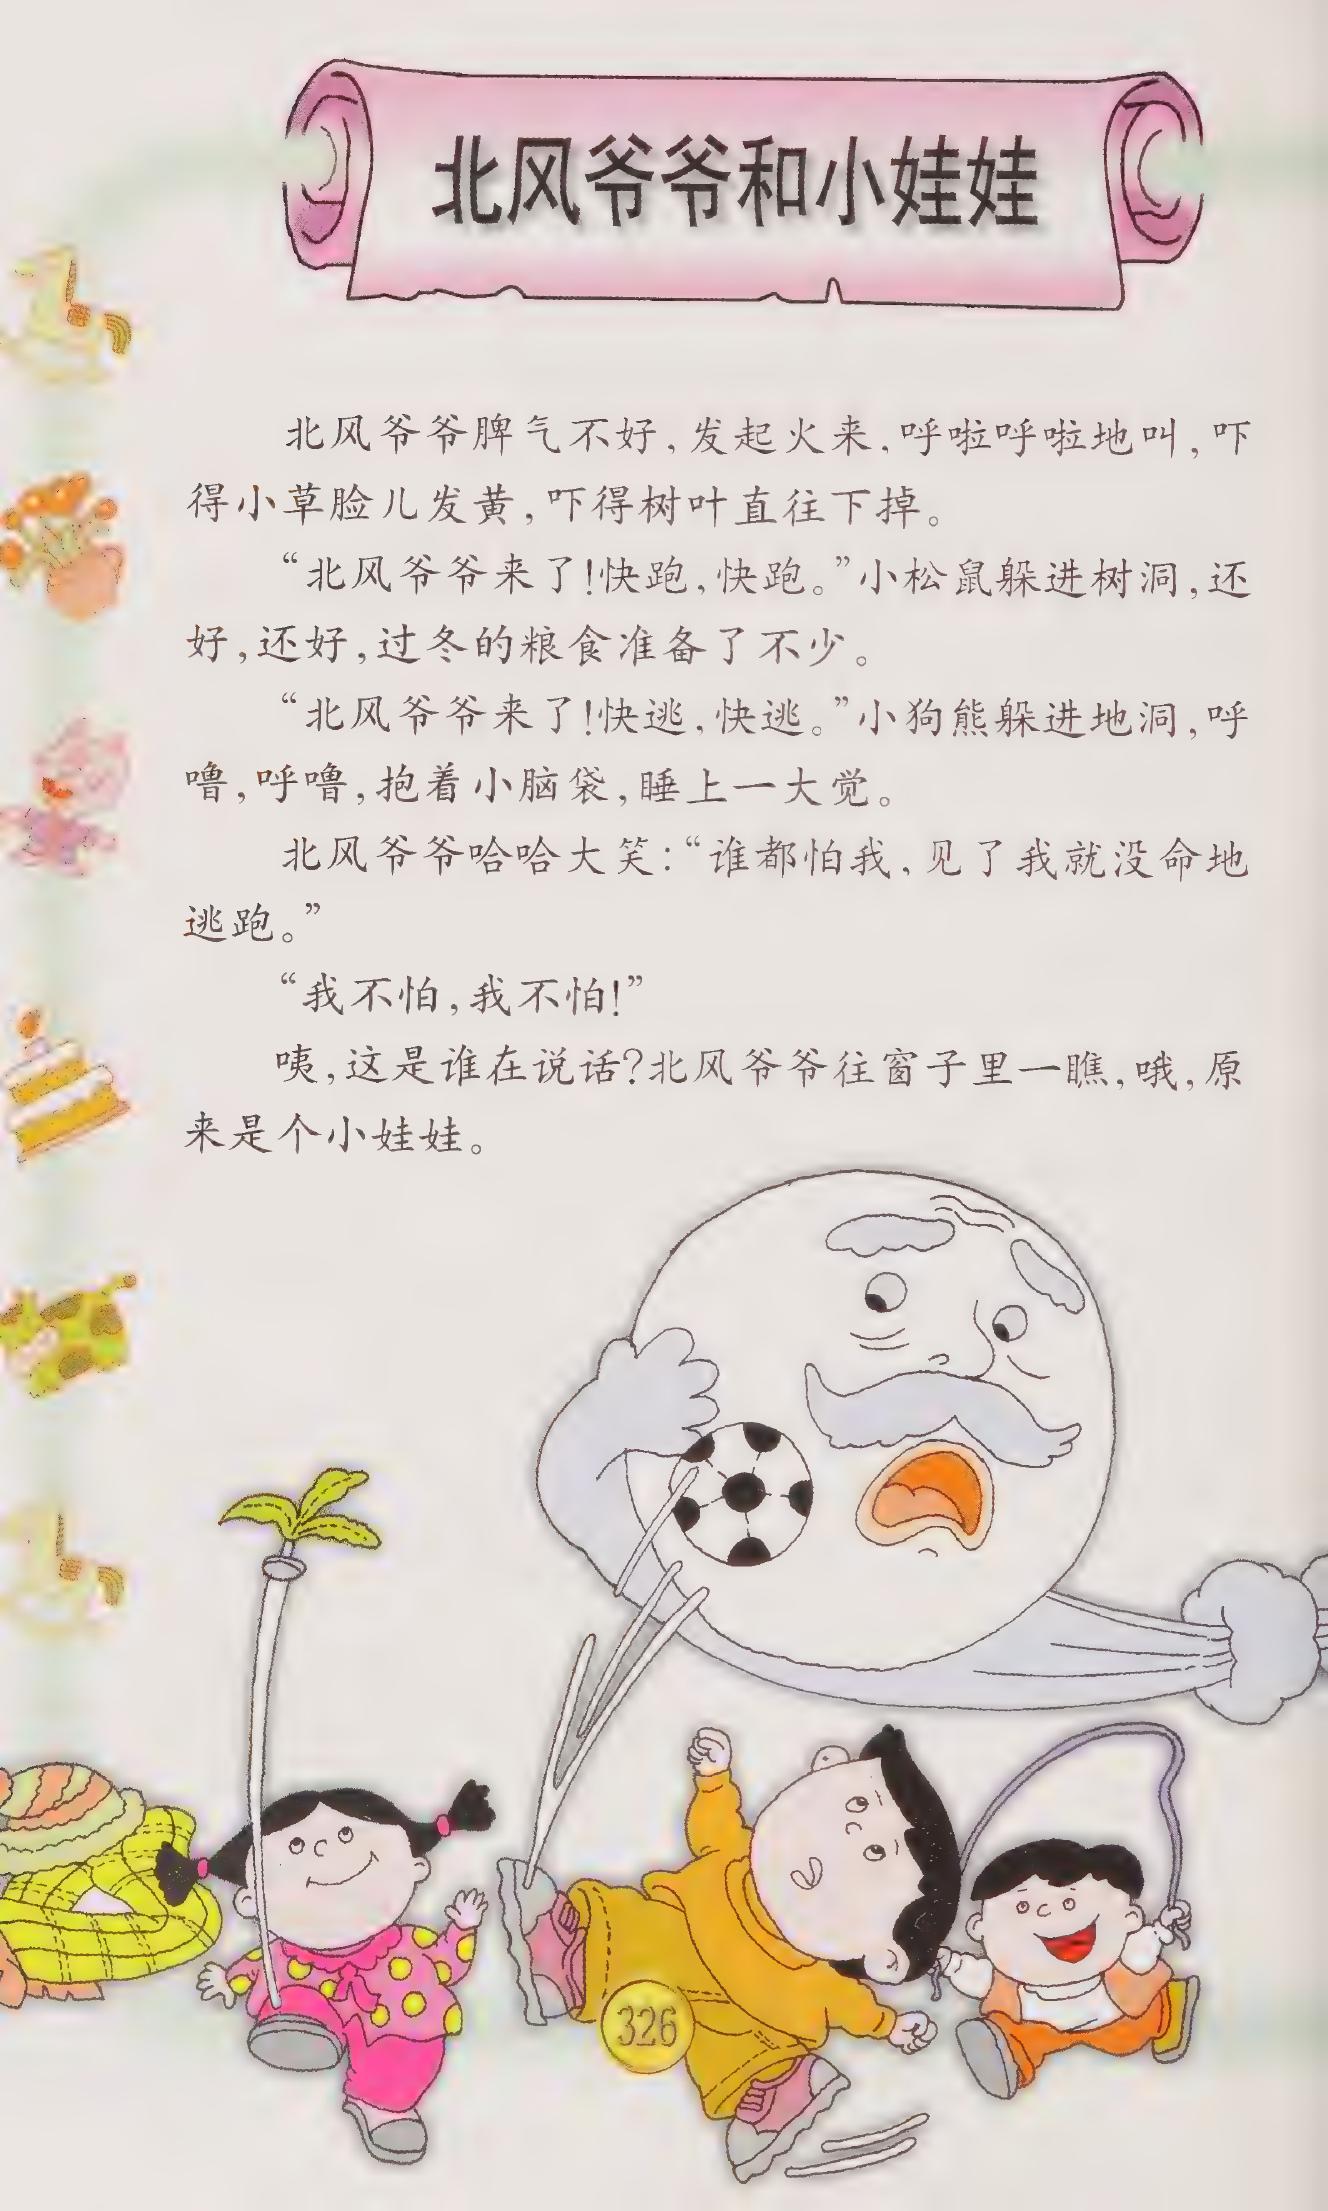 北风爷爷和小娃娃
北风爷爷脾气不好,发起火来,呼啦呼啦地叫,吓
得小草脸儿发黄,吓得树叶直往下掉。
“北风爷爷来了!快跑,快跑。”小松鼠躲进树洞,还
好,还好,过冬的粮食准备了不少。
“北风爷爷来了!快逃,快逃。”小狗熊躲进地洞,呼
噜,呼噜,抱着小脑袋,睡上一大觉。
北风爷爷哈哈大笑:“谁都怕我,见了我就没命地
逃跑。”
“我不怕,我不怕!”
咦,这是谁在说话?北风爷爷往窗子里一瞧,哦,原
来是个小娃娃。
326